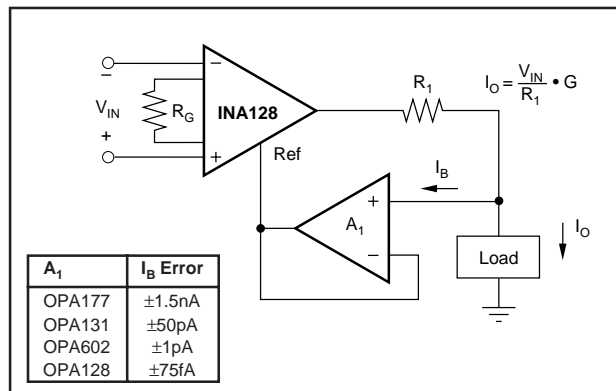 –
V_IN
+
R_G
–
INA128
+
Ref
R_1
I_O = V_IN/R_1 • G
I_B
A_1
+
–
Load
I_O
A_1 I_B Error
OPA177 ±1.5nA
OPA131 ±50pA
OPA602 ±1pA
OPA128 ±75fA